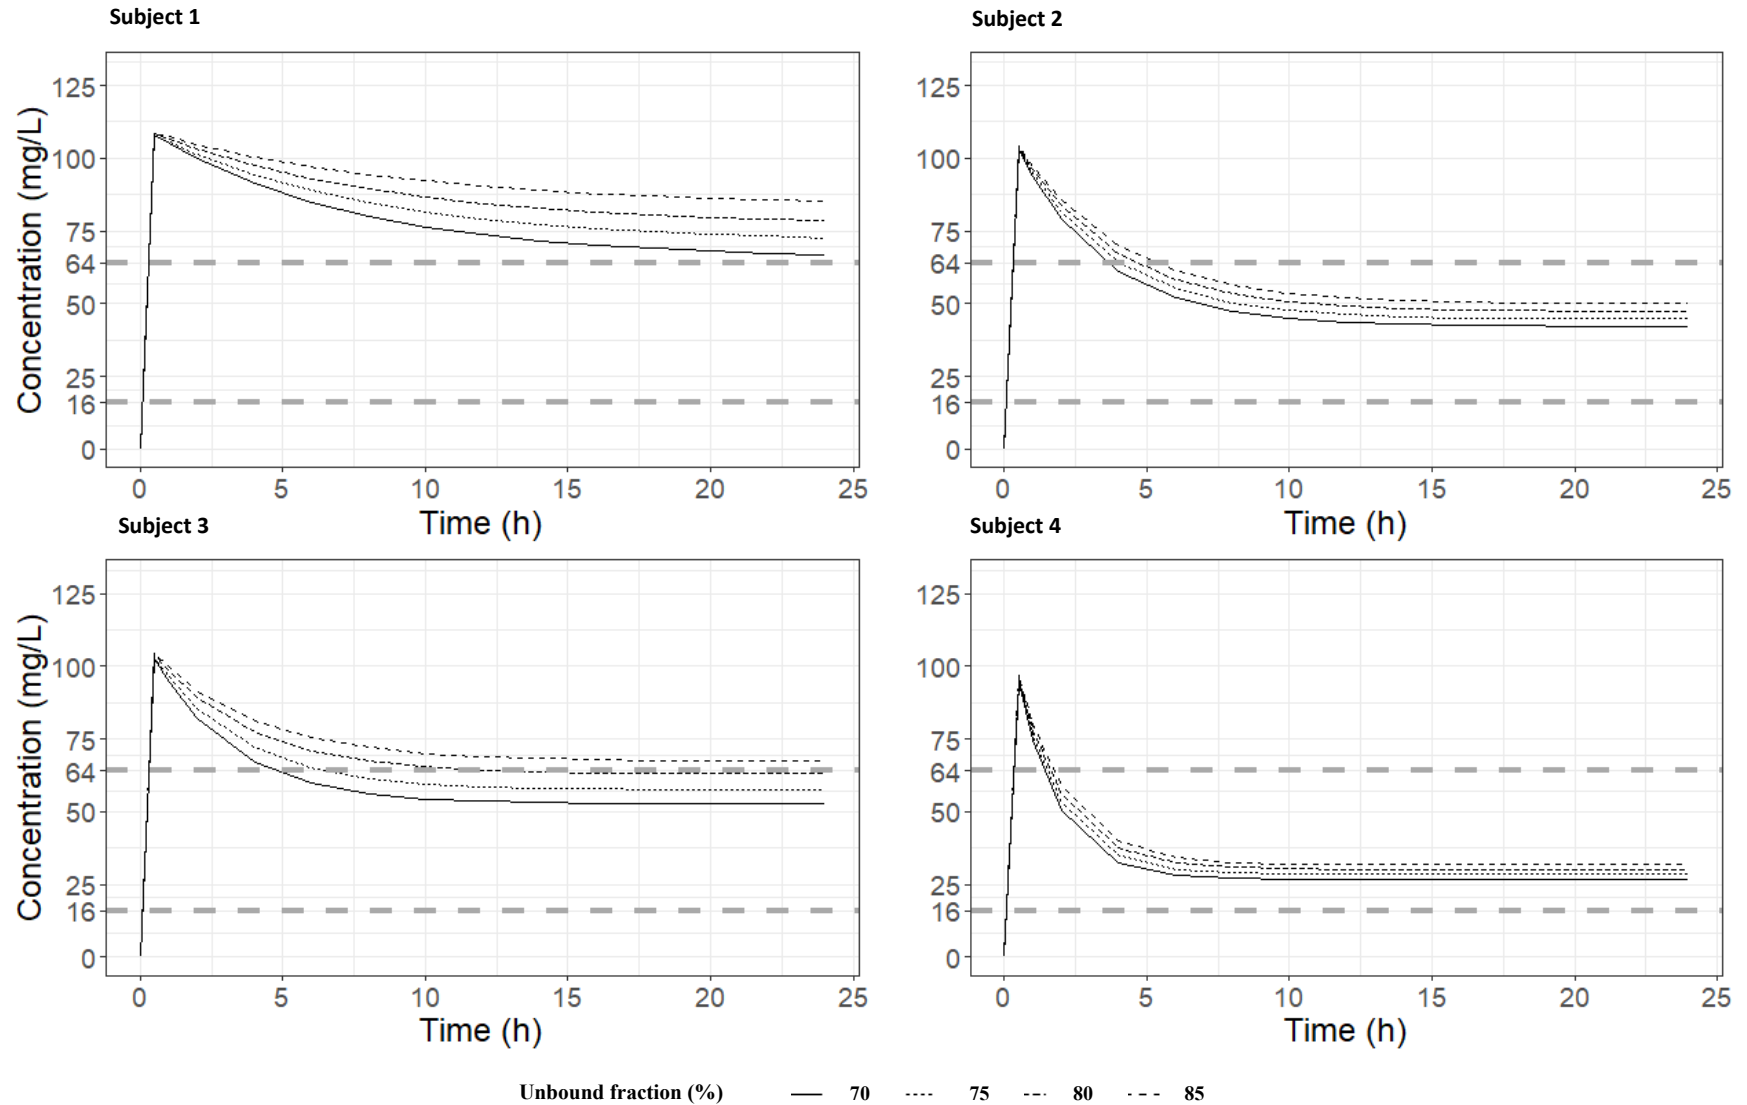 Subject 1
Subject 2
Concentration (mg/L)
125
100
75
64
50
25
16
0
0 5 10 15 20 25
Time (h)
125
100
75
64
50
25
16
0
0 5 10 15 20 25
Time (h)
Subject 3
Subject 4
Concentration (mg/L)
125
100
75
64
50
25
16
0
0 5 10 15 20 25
Time (h)
125
100
75
64
50
25
16
0
0 5 10 15 20 25
Time (h)
Unbound fraction (%) 70 75 80 85